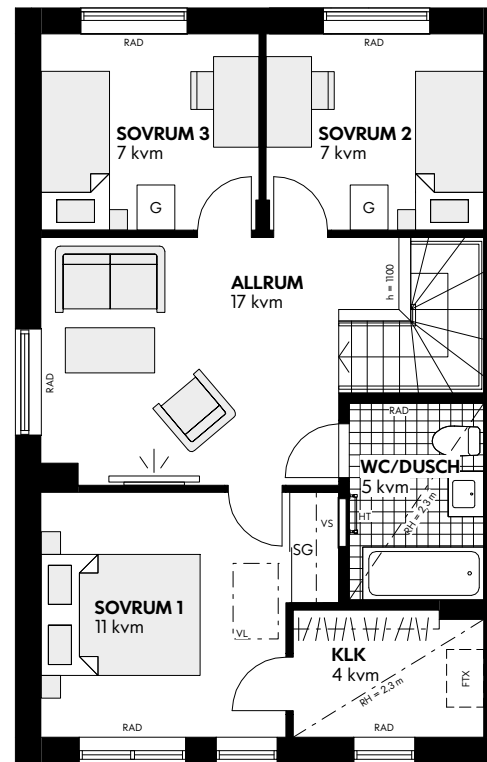 RAD
RAD
SOVRUM 3
7 kvm
SOVRUM 2
7 kvm
G
G
ALLRUM
17 kvm
h = 1100
RAD
RAD
WC/DUSCH
5 kvm
HT
RH = 2,3 m
VS
SG
SOVRUM 1
11 kvm
VL
KLK
4 kvm
RH = 2,3 m
FTX
RAD
RAD